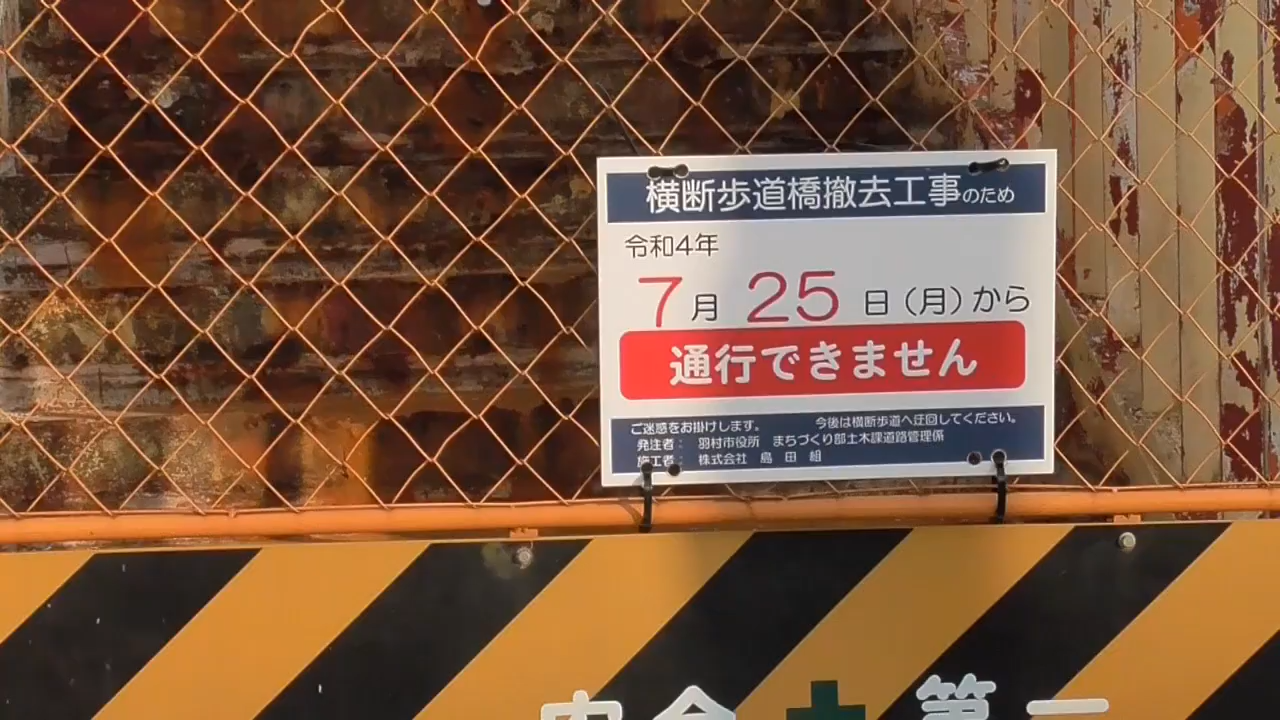 横断歩道橋撤去工事のため
令和4年
7月 25日(月)から
通行できません
ご迷惑をお掛けします。 今後は横断歩道へ迂回してください。
発注者： 羽村市役所 まちづくり部土木課道路管理係
施工者： 株式会社 島田組
安全＋第一